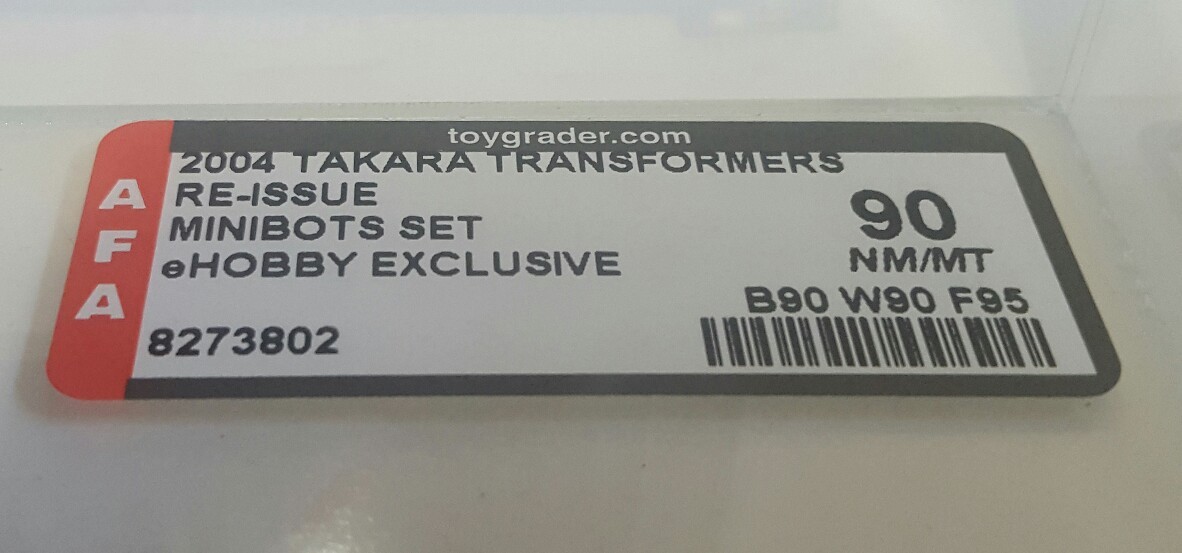 toygrader.com
AFA
2004 TAKARA TRANSFORMERS
RE-ISSUE
MINIBOTS SET
eHOBBY EXCLUSIVE
90
NM/MT
B90 W90 F95
8273802